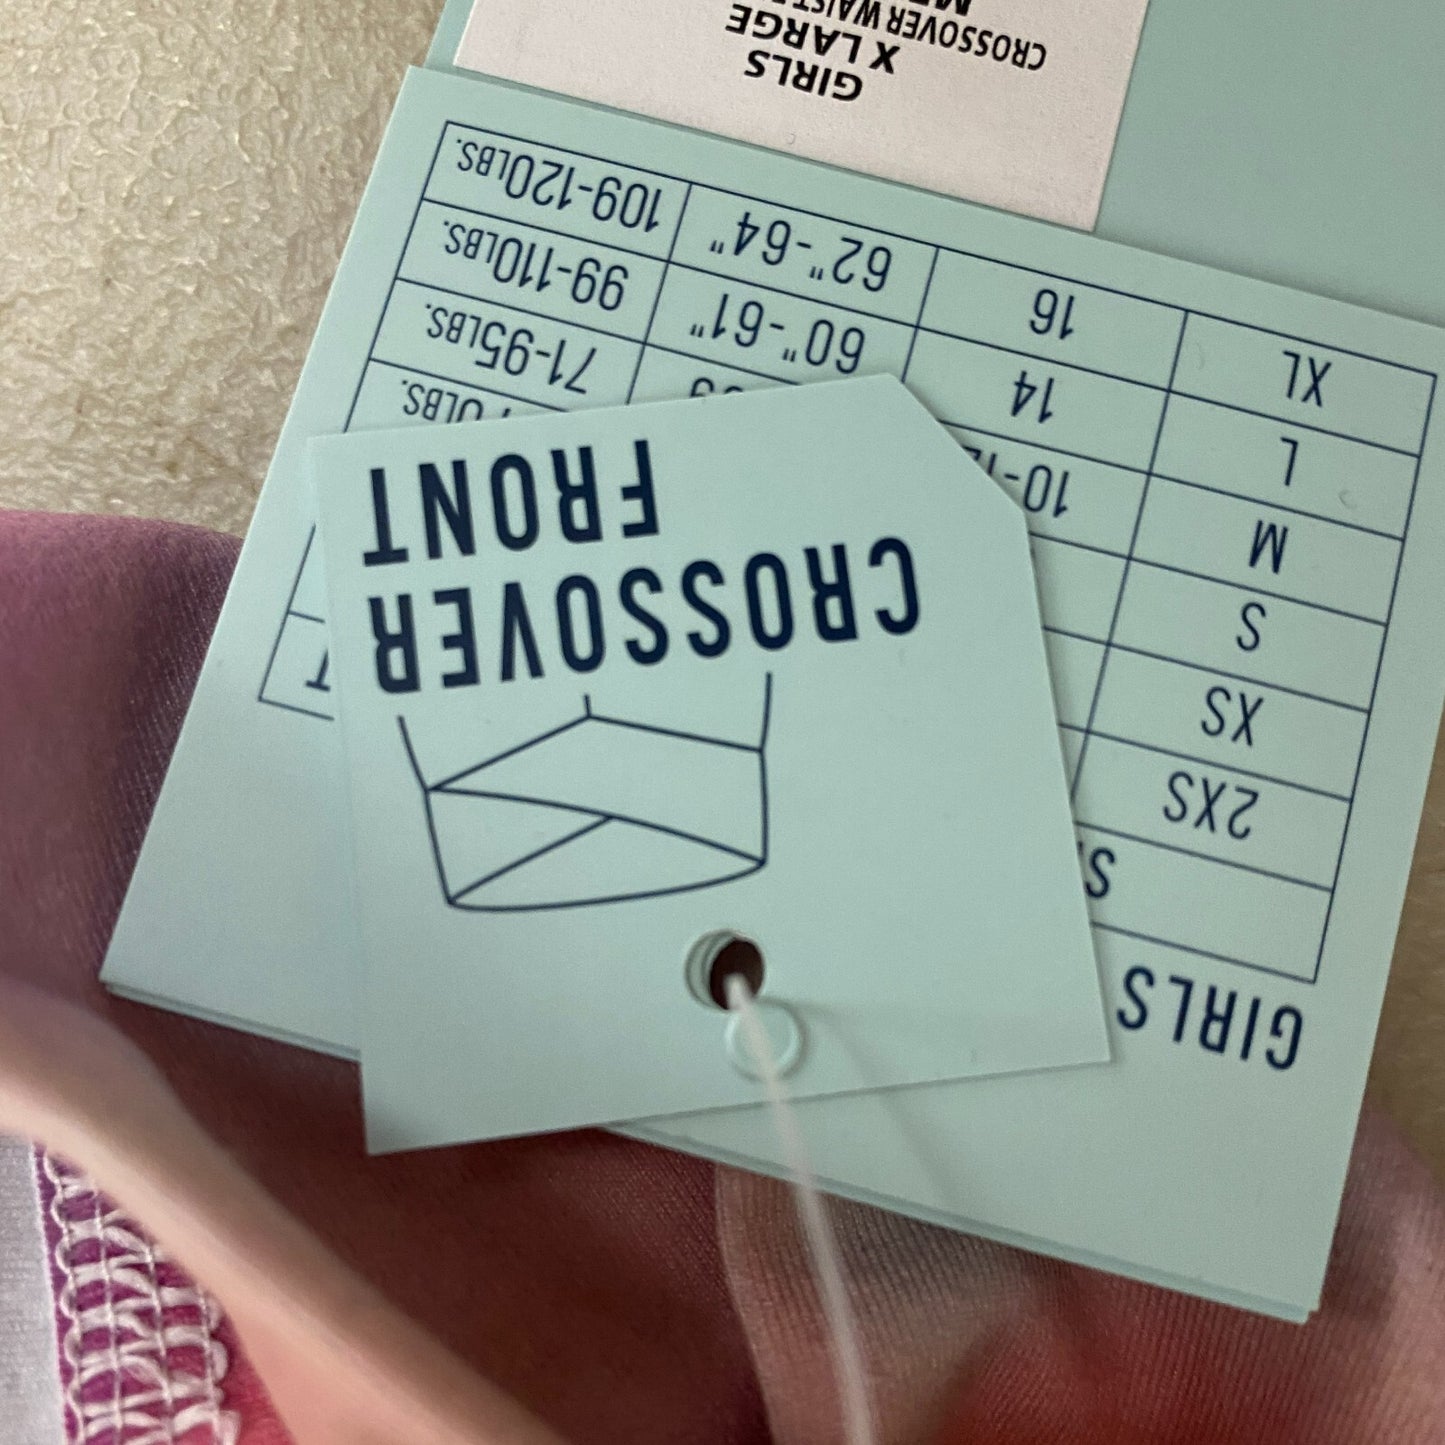 CROSSOVER
FRONT
GIRLS
2XS
XS
S
M 10-12 71-95LBS.
L 14 60"-61" 99-110LBS.
XL 16 62"-64" 109-120LBS.
GIRLS
X LARGE
CROSSOVER WAIST